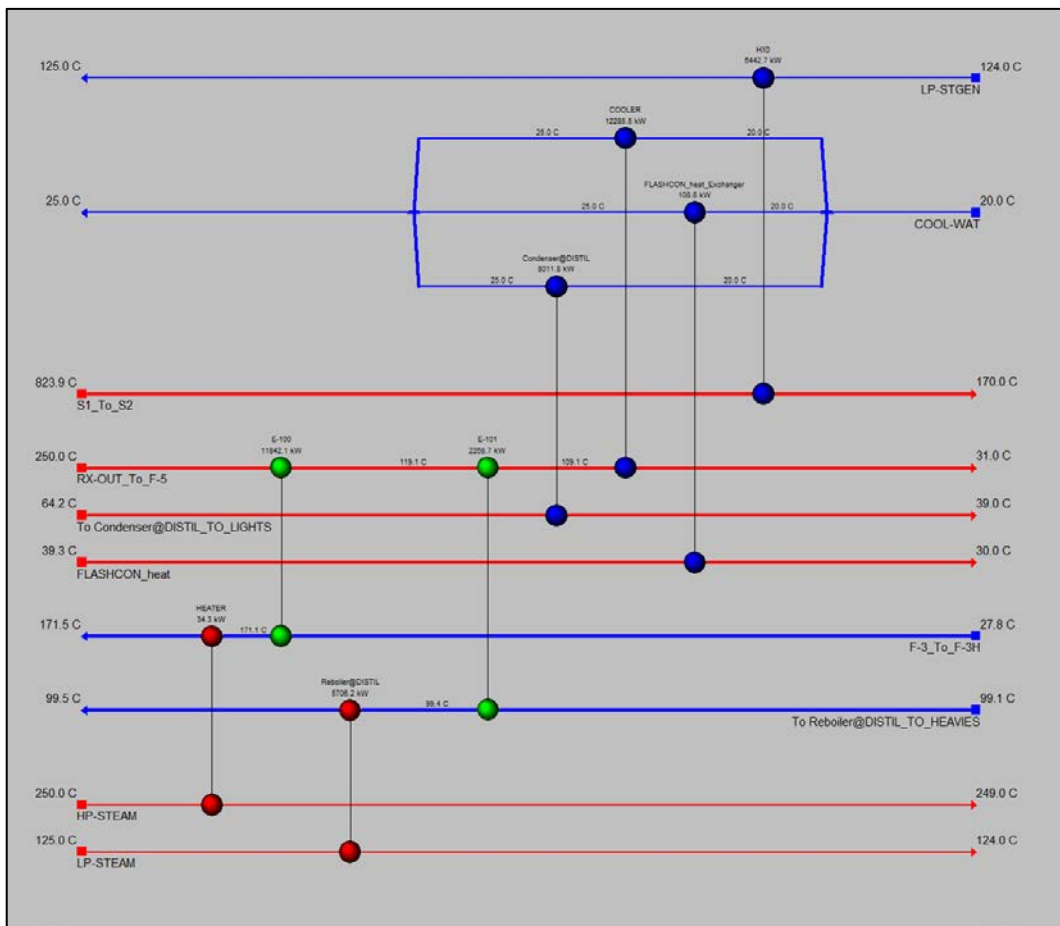 HX0
6442.7 kW
125.0 C
124.0 C
LP-STGEN
COOLER
12288.6 kW
25.0 C
20.0 C
FLASHCON_heat_Exchanger
108.8 kW
25.0 C
25.0 C
20.0 C
20.0 C
COOL-WAT
Condenser@DISTIL
8011.8 kW
25.0 C
20.0 C
823.9 C
170.0 C
S1_To_S2
E-100
11842.1 kW
E-101
2258.7 kW
250.0 C
119.1 C
109.1 C
31.0 C
RX-OUT_To_F-5
64.2 C
39.0 C
To Condenser@DISTIL_TO_LIGHTS
39.3 C
30.0 C
FLASHCON_heat
HEATER
34.3 kW
171.5 C
171.1 C
27.8 C
F-3_To_F-3H
Reboiler@DISTIL
5706.2 kW
99.5 C
99.4 C
99.1 C
To Reboiler@DISTIL_TO_HEAVIES
250.0 C
249.0 C
HP-STEAM
125.0 C
124.0 C
LP-STEAM